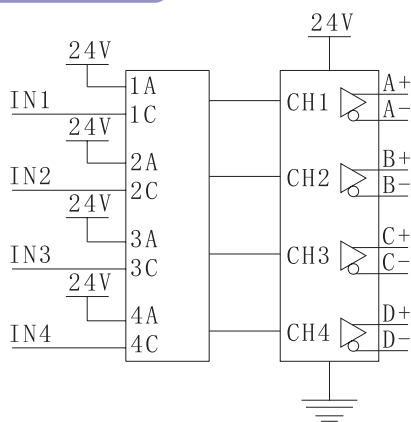 24V
24V
1A
IN1
1C
CH1
A+
A-
24V
2A
IN2
2C
CH2
B+
B-
24V
3A
IN3
3C
CH3
C+
C-
24V
4A
IN4
4C
CH4
D+
D-